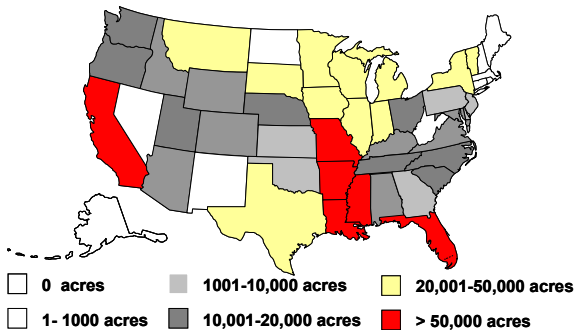 0 acres
1001-10,000 acres
20,001-50,000 acres
1- 1000 acres
10,001-20,000 acres
> 50,000 acres